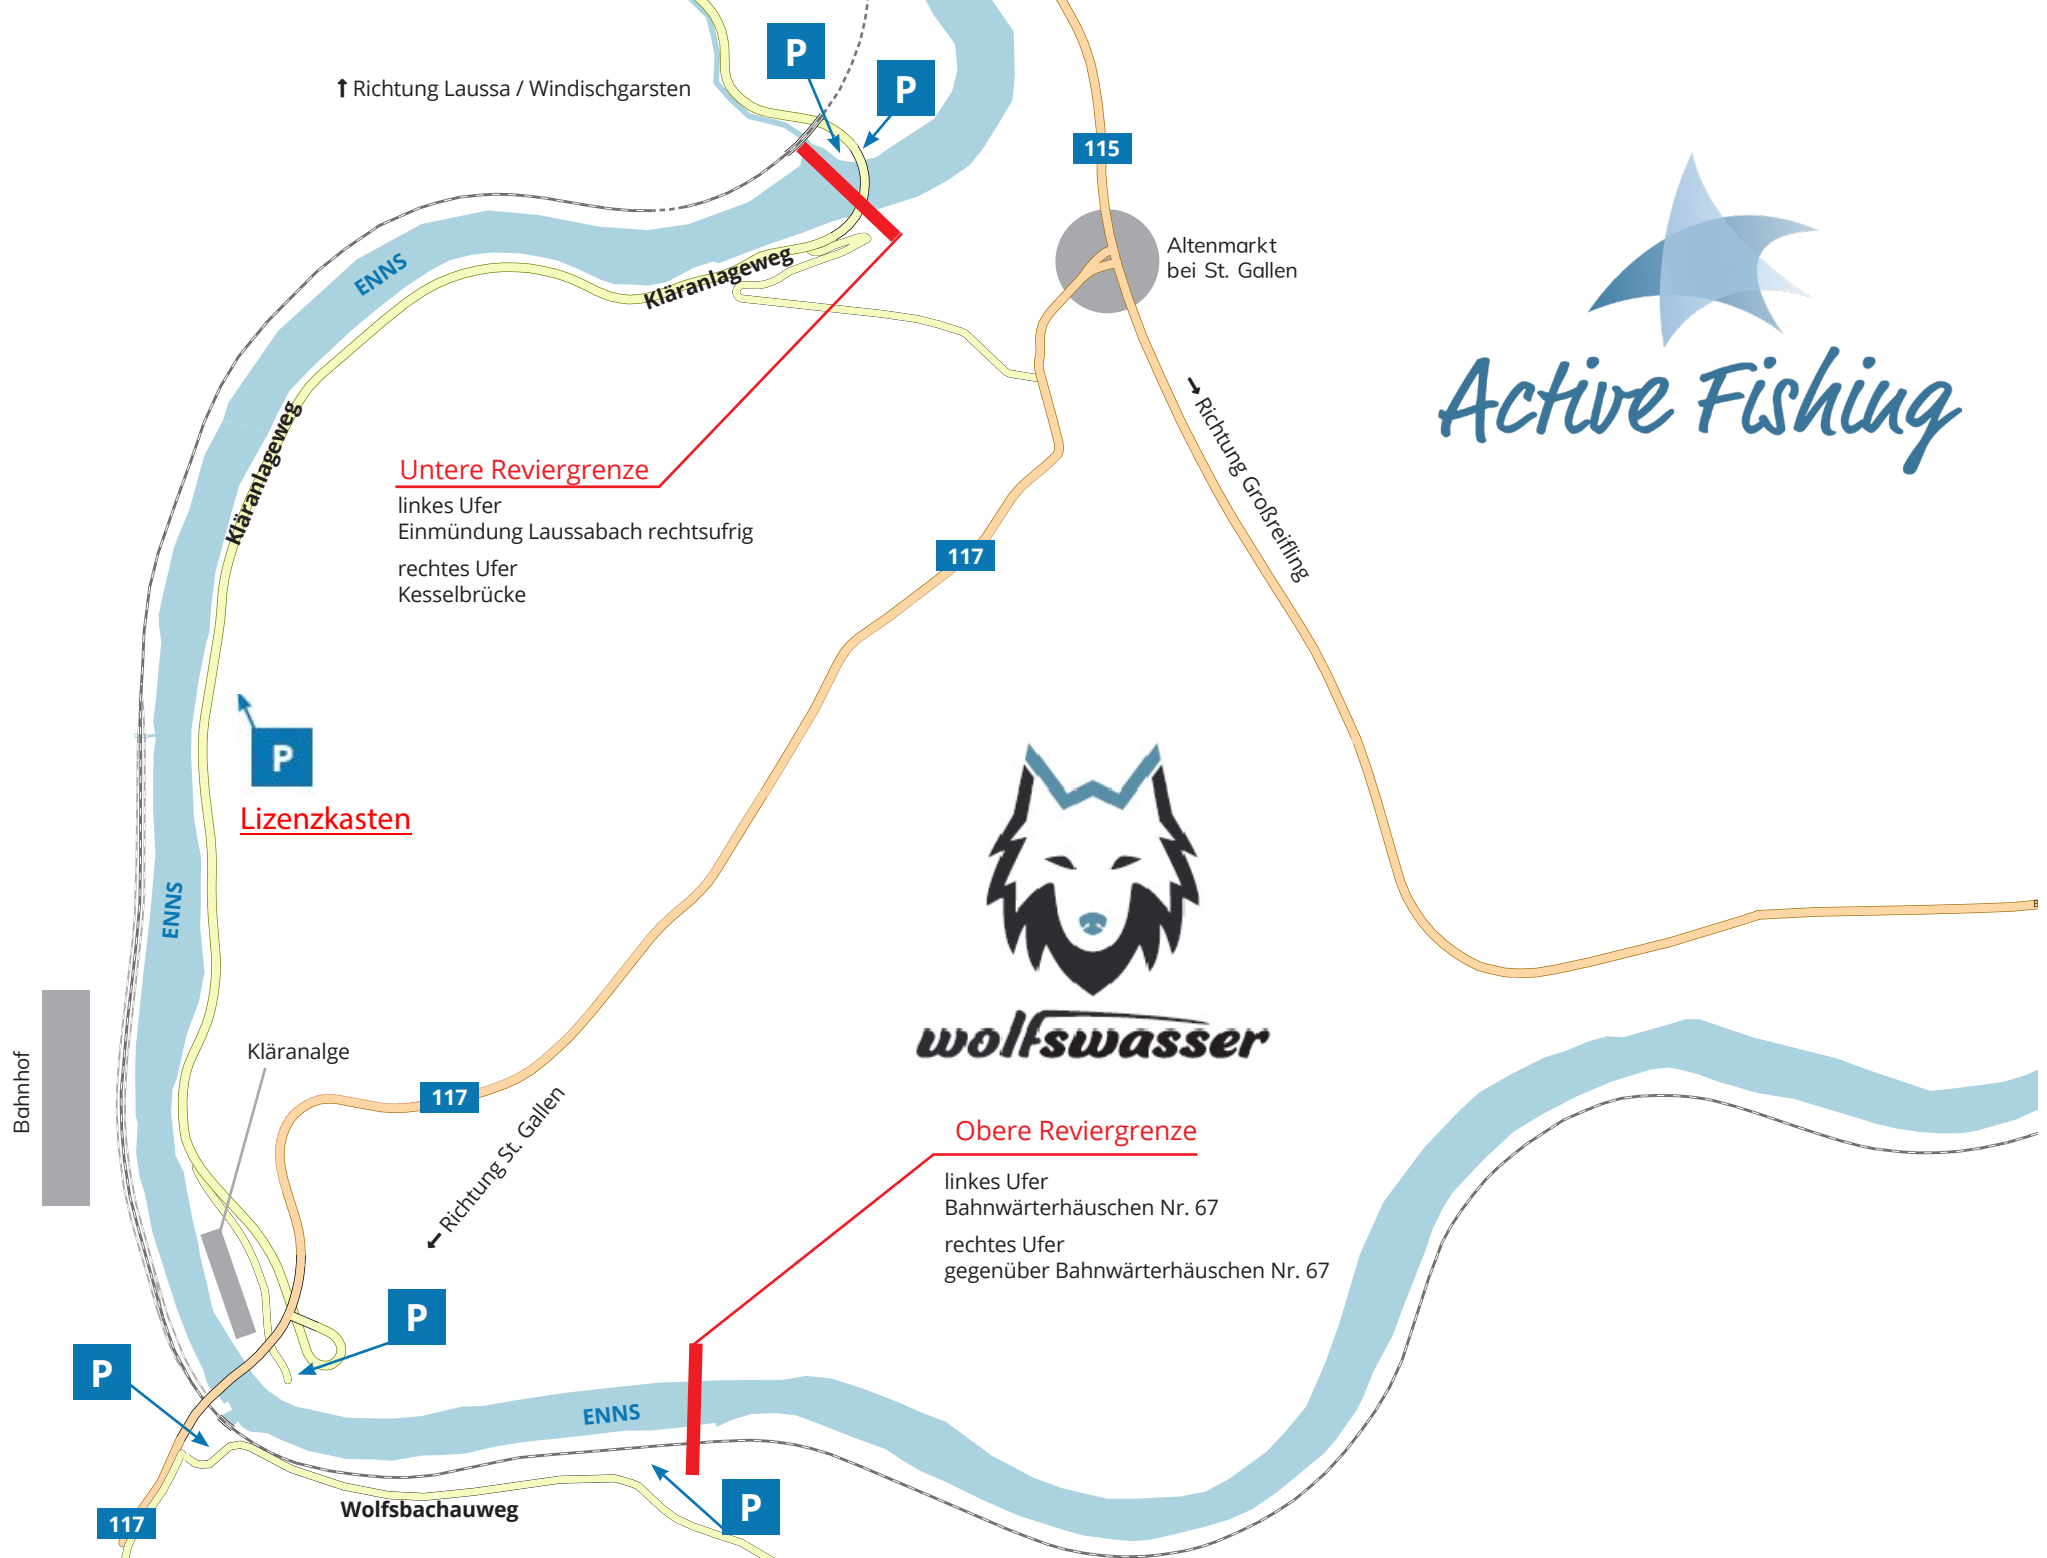 P
P
Richtung Laussa / Windischgarsten
115
Altenmarkt
bei St. Gallen
ENNS
Kläranlageweg
Richtung Großreifling
Active Fishing
Kläranlageweg
Untere Reviergrenze
linkes Ufer
Einmündung Laussabach rechtsufrig
rechtes Ufer
Kesselbrücke
117
P
Lizenzkasten
ENNS
wolfswasser
Bahnhof
Kläranalge
117
Richtung St. Gallen
Obere Reviergrenze
linkes Ufer
Bahnwärterhäuschen Nr. 67
rechtes Ufer
gegenüber Bahnwärterhäuschen Nr. 67
P
P
ENNS
Wolfsbachauweg
P
117